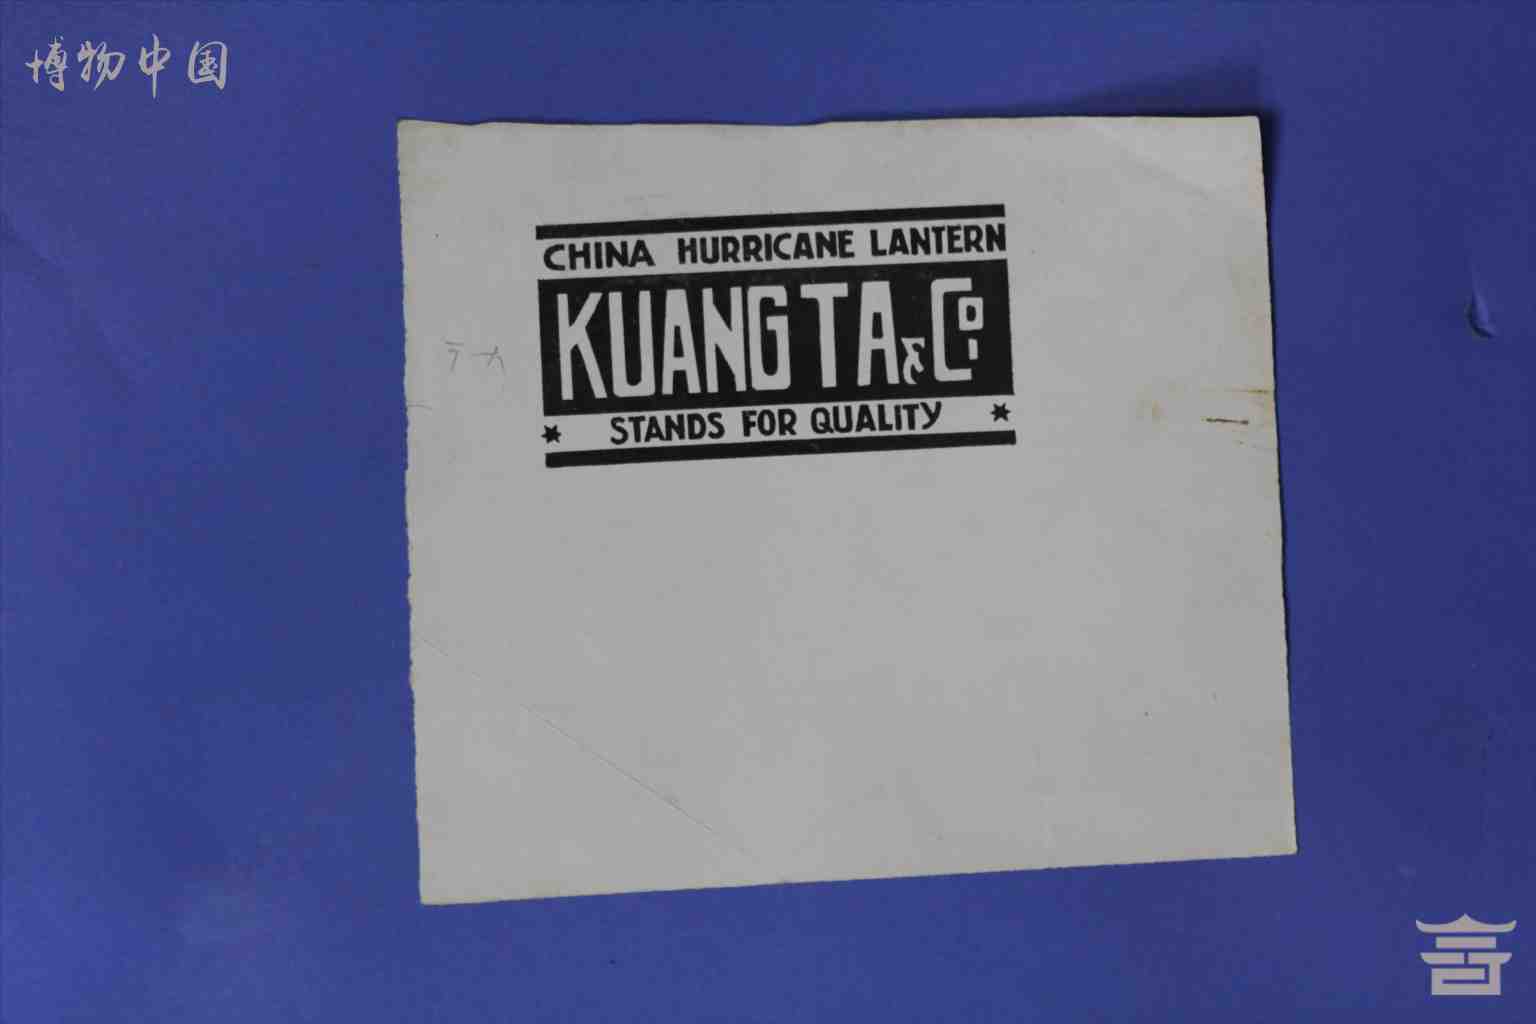 博物中国
CHINA HURRICANE LANTERN
KUANG TA & Co
STANDS FOR QUALITY